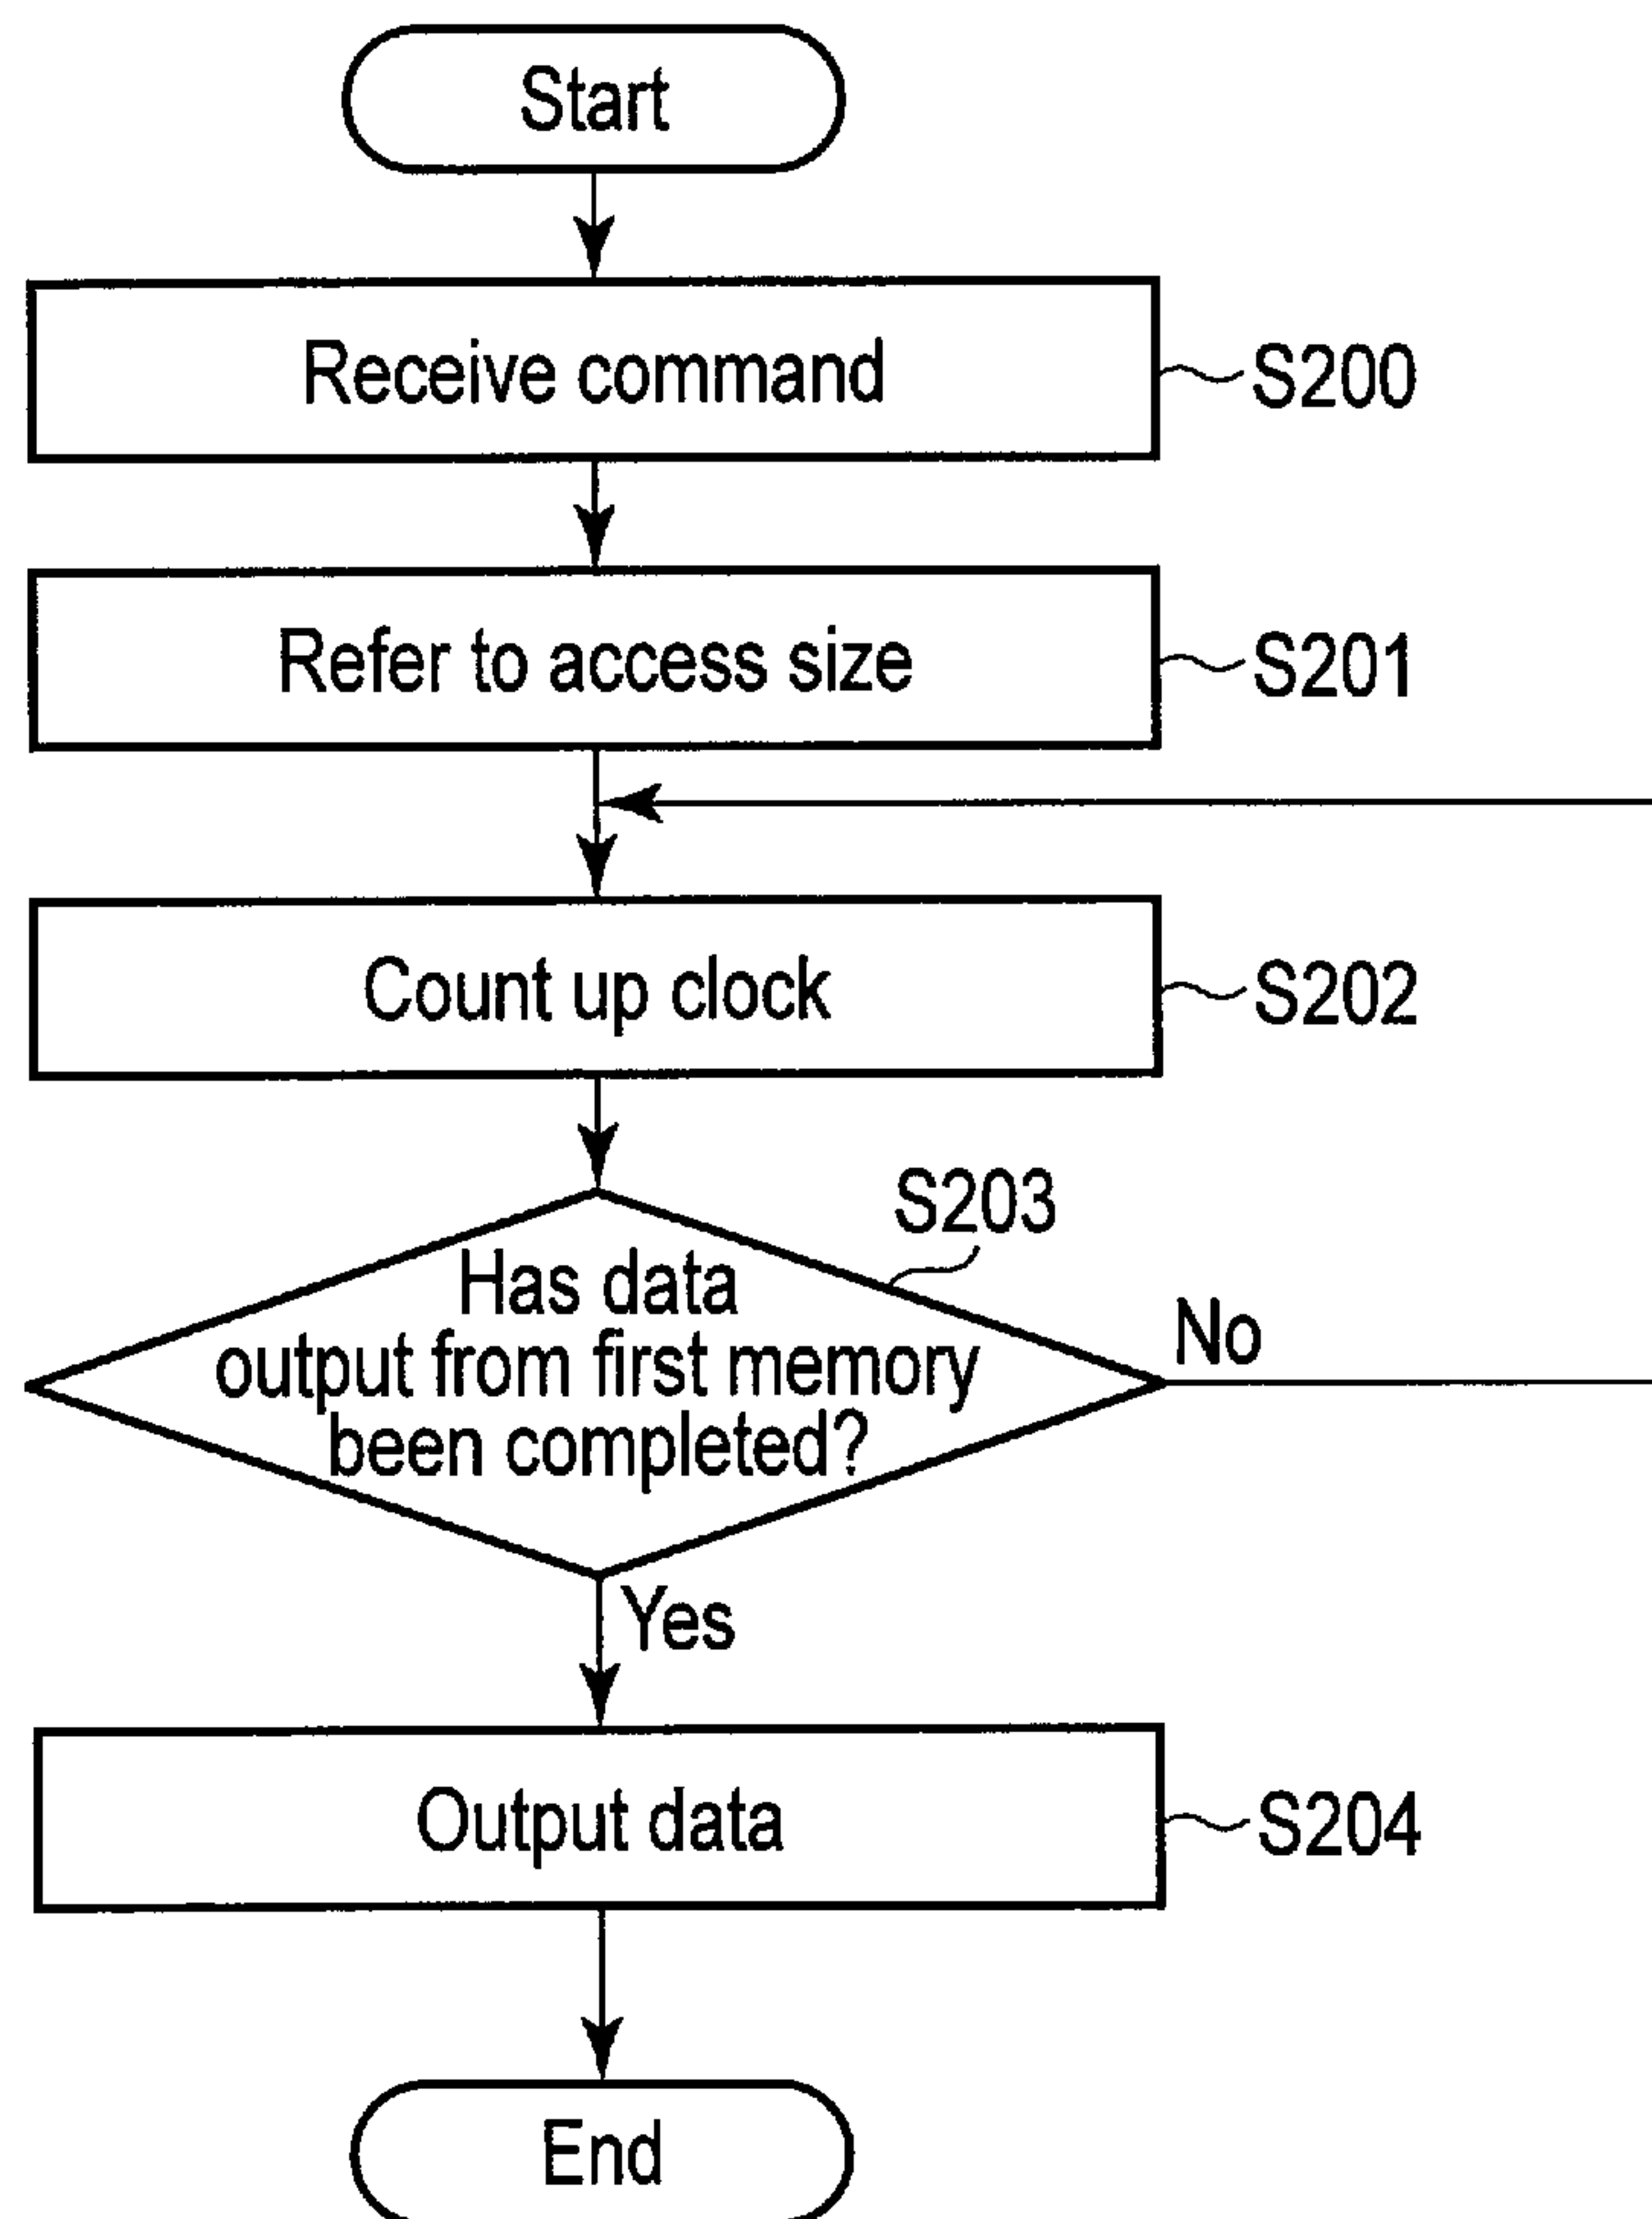 Start
Receive command
S200
Refer to access size
S201
Count up clock
S202
S203
Has data
output from first memory
been completed?
No
Yes
Output data
S204
End